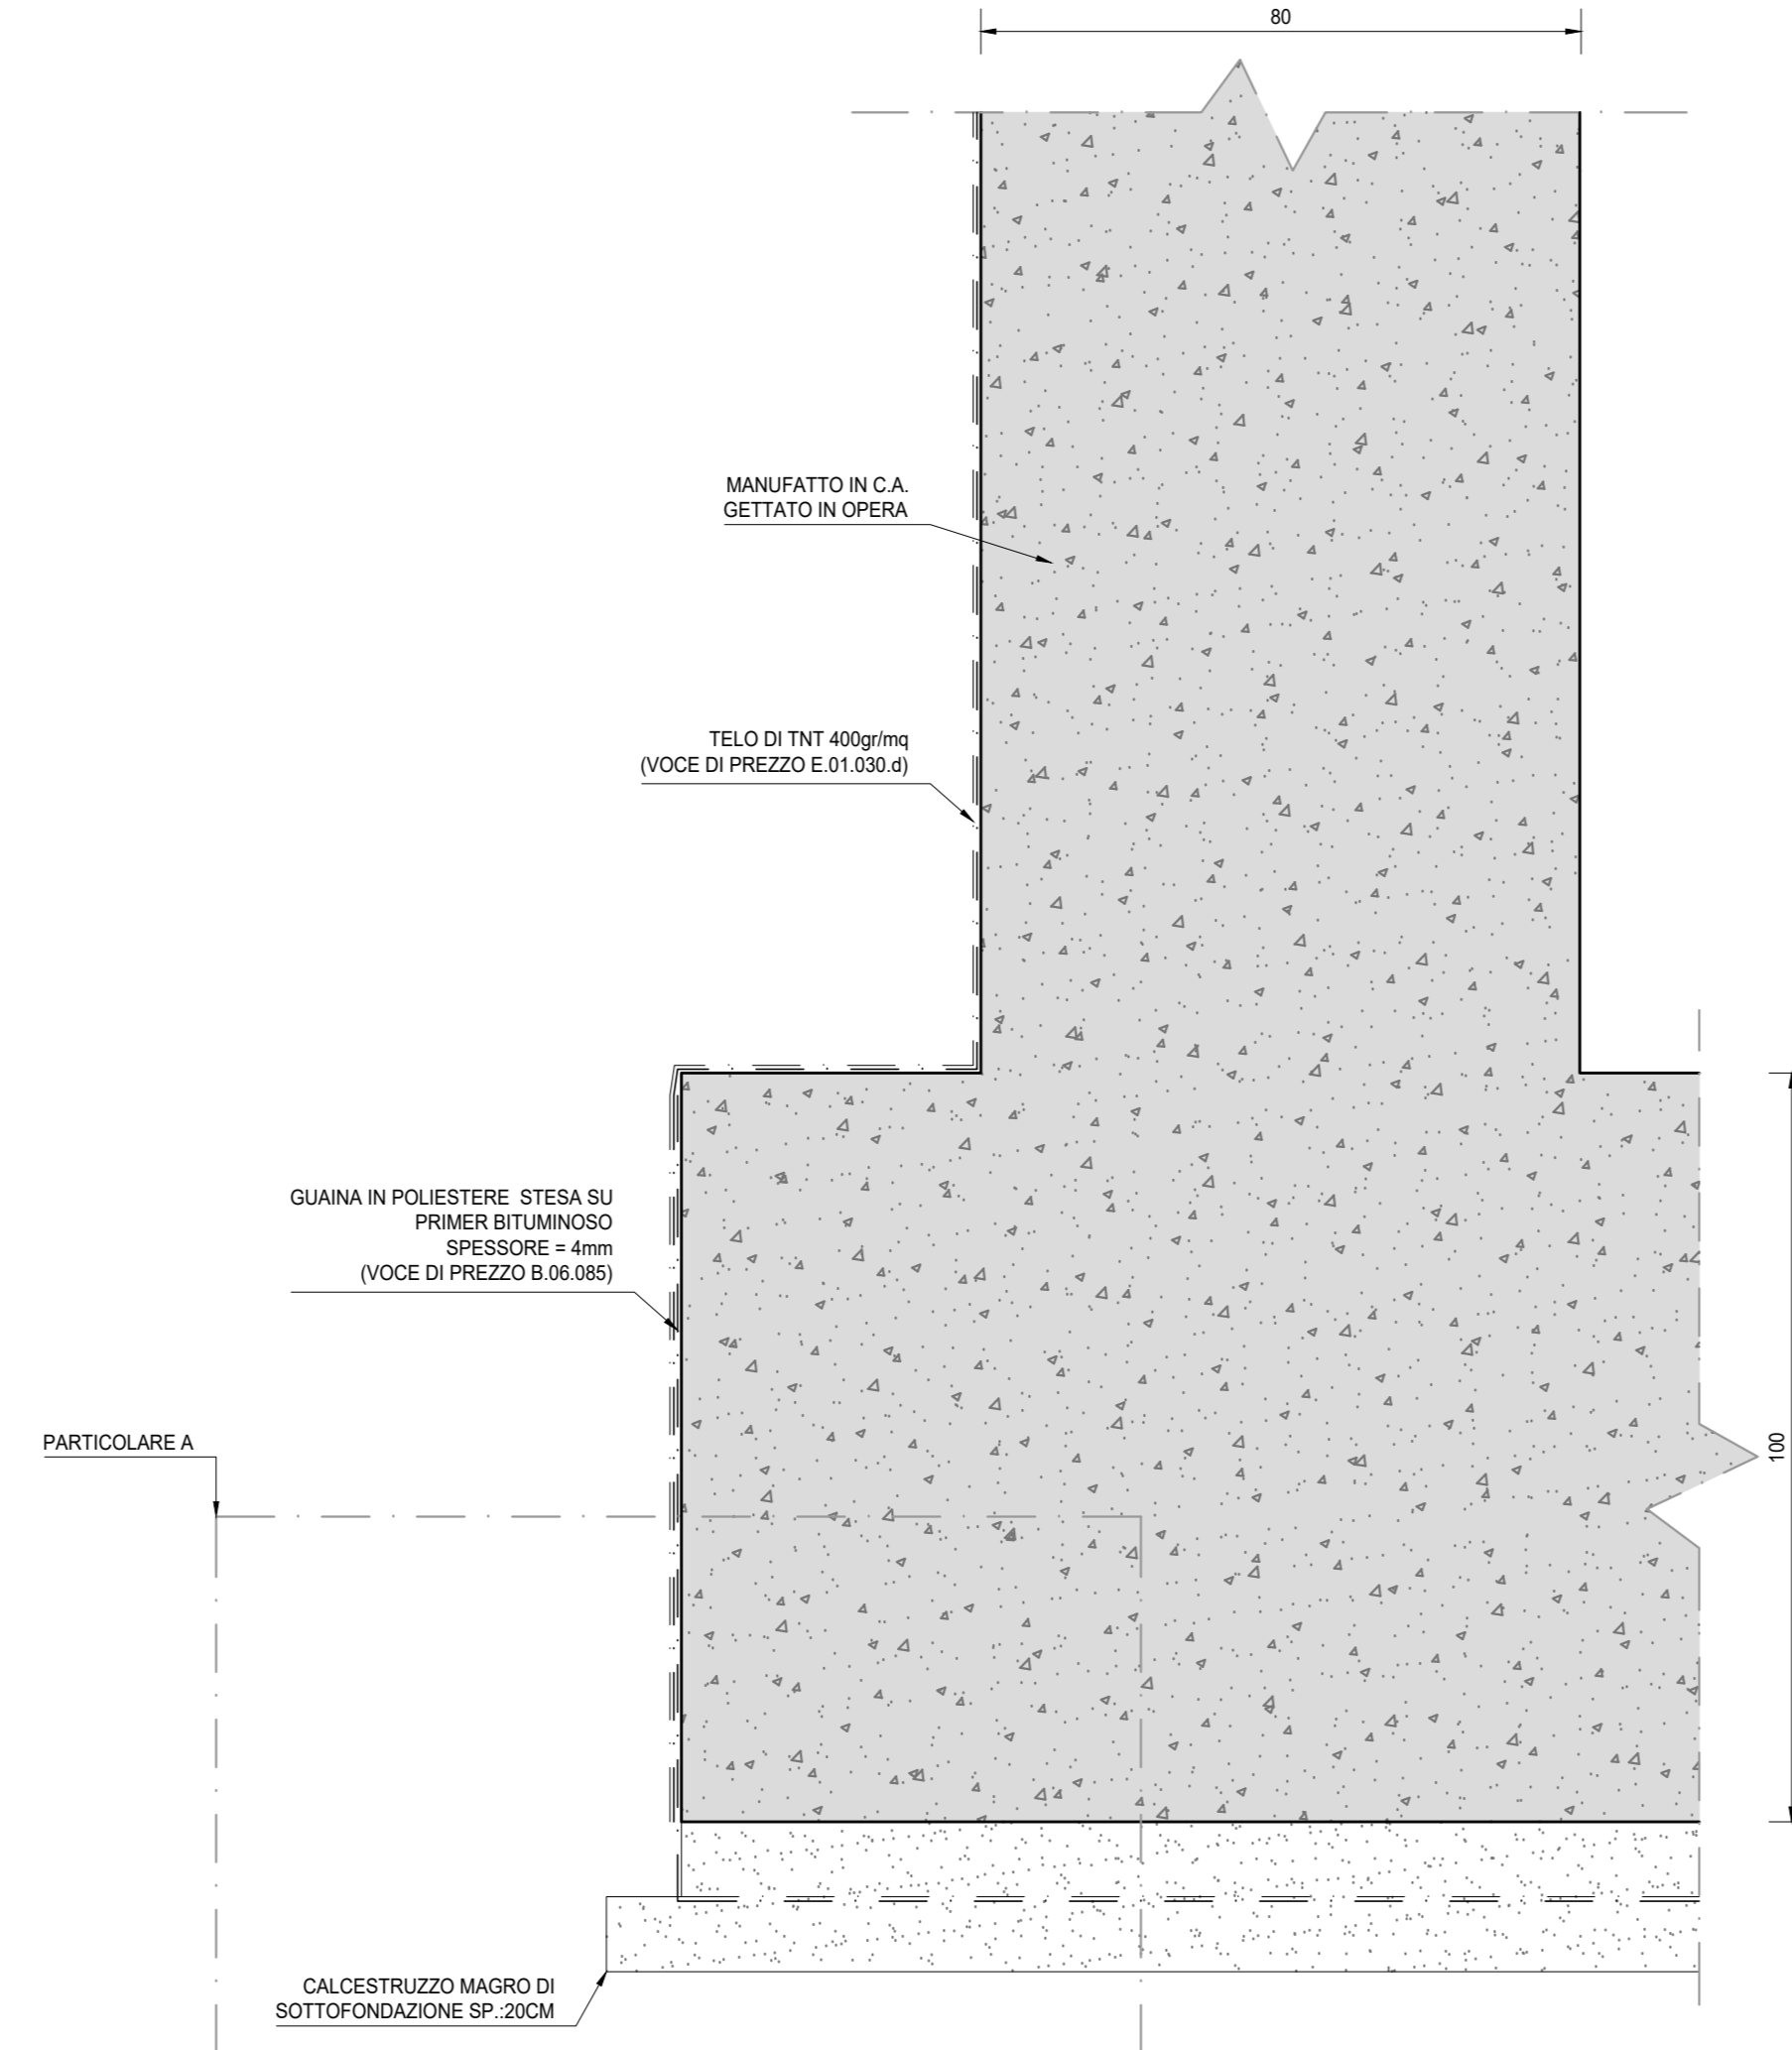 80
MANUFATTO IN C.A.
GETTATO IN OPERA
TELO DI TNT 400gr/mq
(VOCE DI PREZZO E.01.030.d)
GUAINA IN POLIESTERE  STESA SU
PRIMER BITUMINOSO
SPESSORE = 4mm
(VOCE DI PREZZO B.06.085)
PARTICOLARE A
100
CALCESTRUZZO MAGRO DI
SOTTOFONDAZIONE SP.:20CM